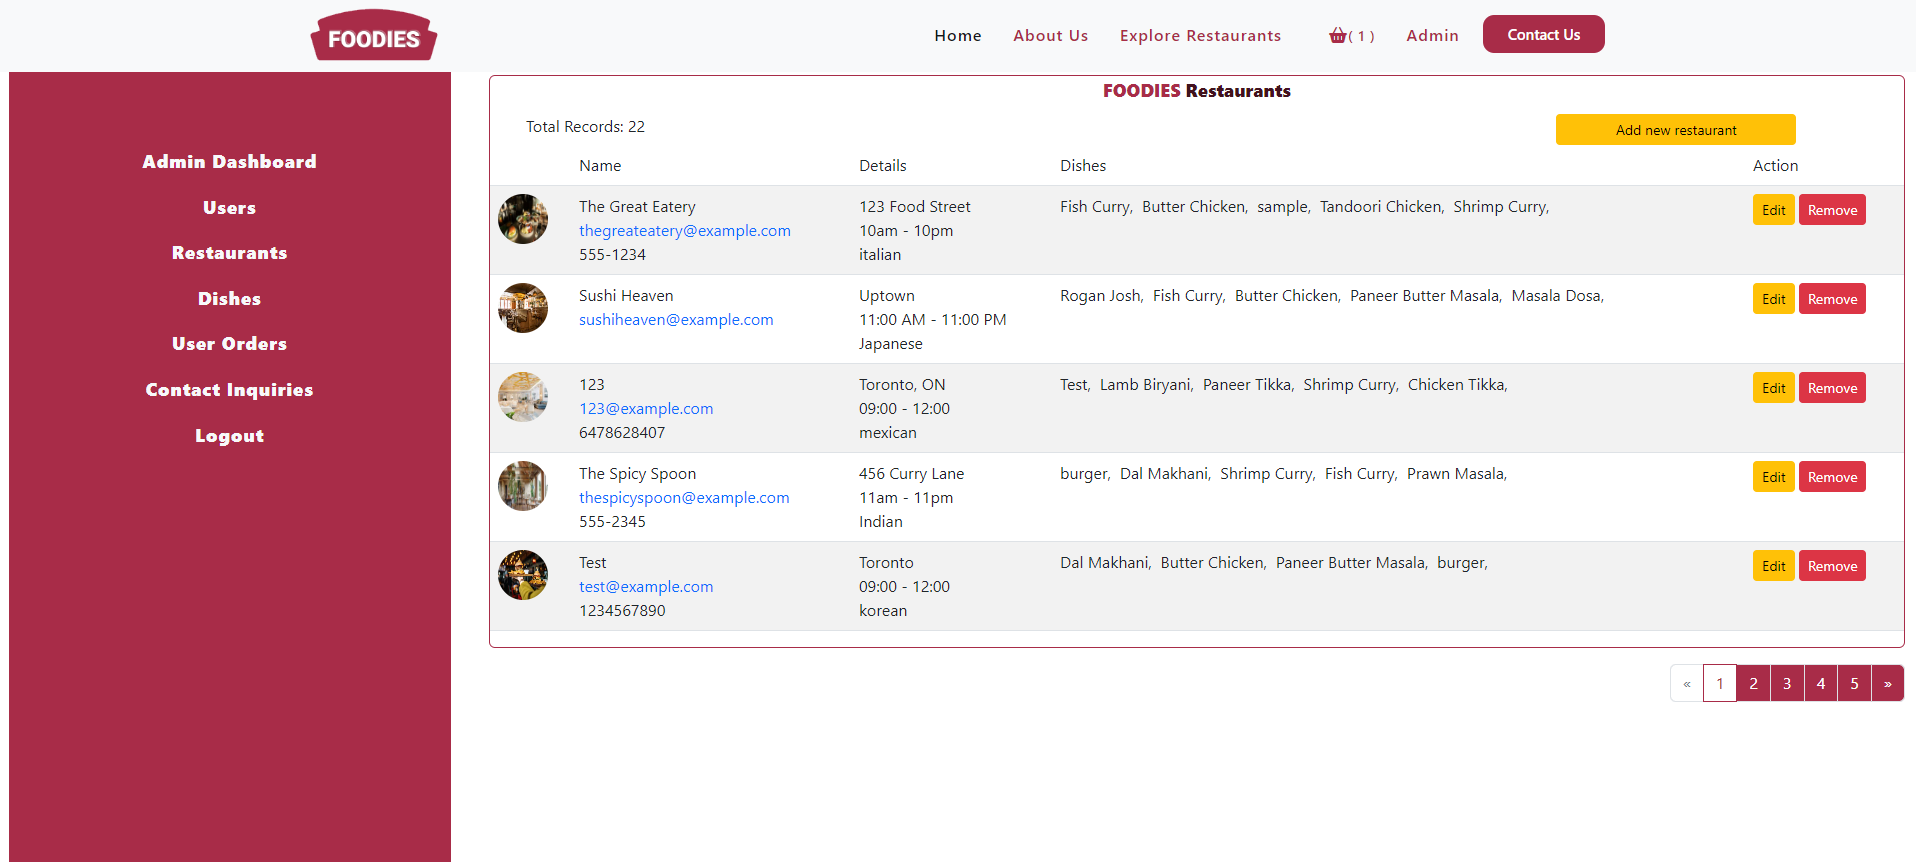 FOODIES
Home About Us Explore Restaurants ( 1 ) Admin Contact Us
Admin Dashboard
Users
Restaurants
Dishes
User Orders
Contact Inquiries
Logout
FOODIES Restaurants
Total Records: 22 Add new restaurant
Name Details Dishes Action
The Great Eatery 123 Food Street Fish Curry, Butter Chicken, sample, Tandoori Chicken, Shrimp Curry, Edit Remove
thegreateatery@example.com 10am - 10pm
555-1234 italian
Sushi Heaven Uptown Rogan Josh, Fish Curry, Butter Chicken, Paneer Butter Masala, Masala Dosa, Edit Remove
sushiheaven@example.com 11:00 AM - 11:00 PM
Japanese
123 Toronto, ON Test, Lamb Biryani, Paneer Tikka, Shrimp Curry, Chicken Tikka, Edit Remove
123@example.com 09:00 - 12:00
6478628407 mexican
The Spicy Spoon 456 Curry Lane burger, Dal Makhani, Shrimp Curry, Fish Curry, Prawn Masala, Edit Remove
thespicyspoon@example.com 11am - 11pm
555-2345 Indian
Test Toronto Dal Makhani, Butter Chicken, Paneer Butter Masala, burger, Edit Remove
test@example.com 09:00 - 12:00
1234567890 korean
« 1 2 3 4 5 »